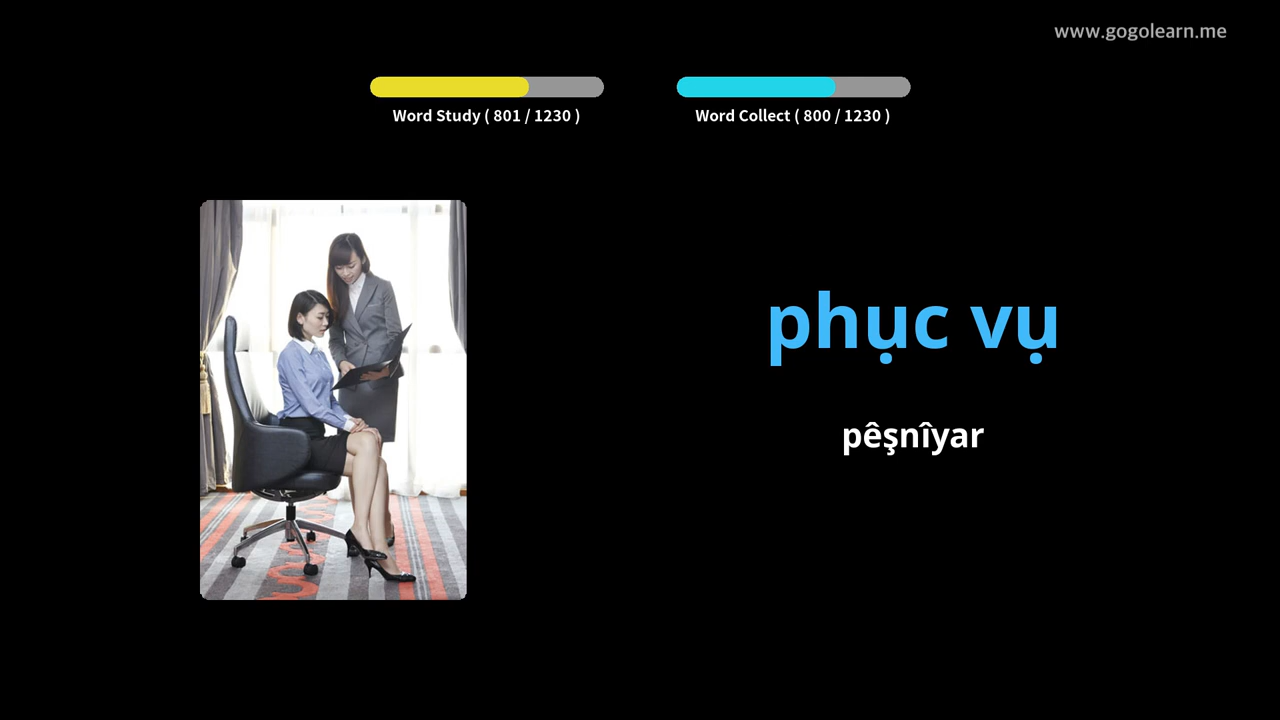 www.gogolearn.me
Word Study ( 801 / 1230 )
Word Collect ( 800 / 1230 )
phục vụ
pêşnîyar